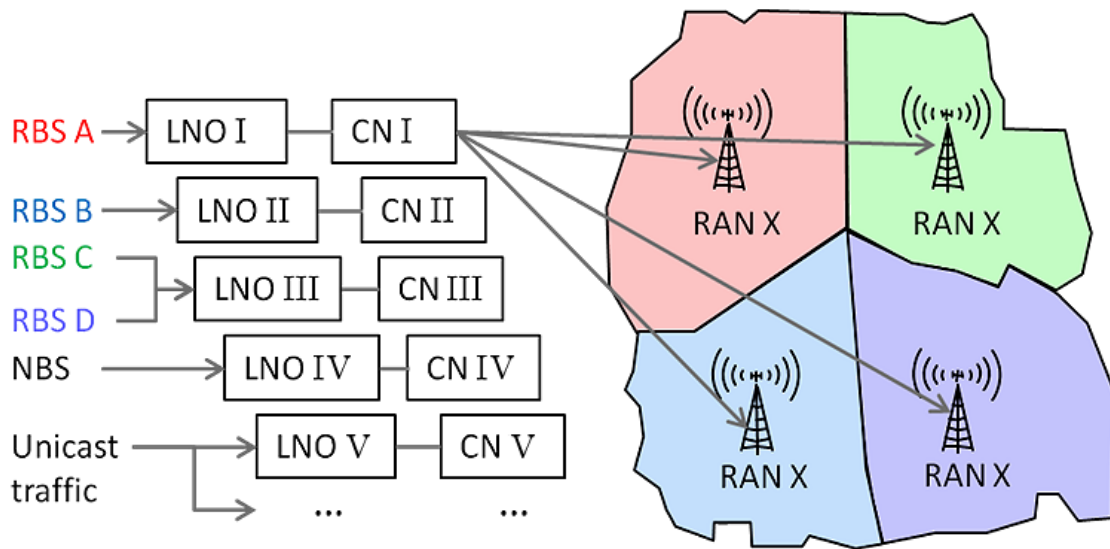 RBS A
LNO I
CN I
RBS B
LNO II
CN II
RBS C
RBS D
LNO III
CN III
NBS
LNO IV
CN IV
Unicast
traffic
LNO V
CN V
...
...
RAN X
RAN X
RAN X
RAN X